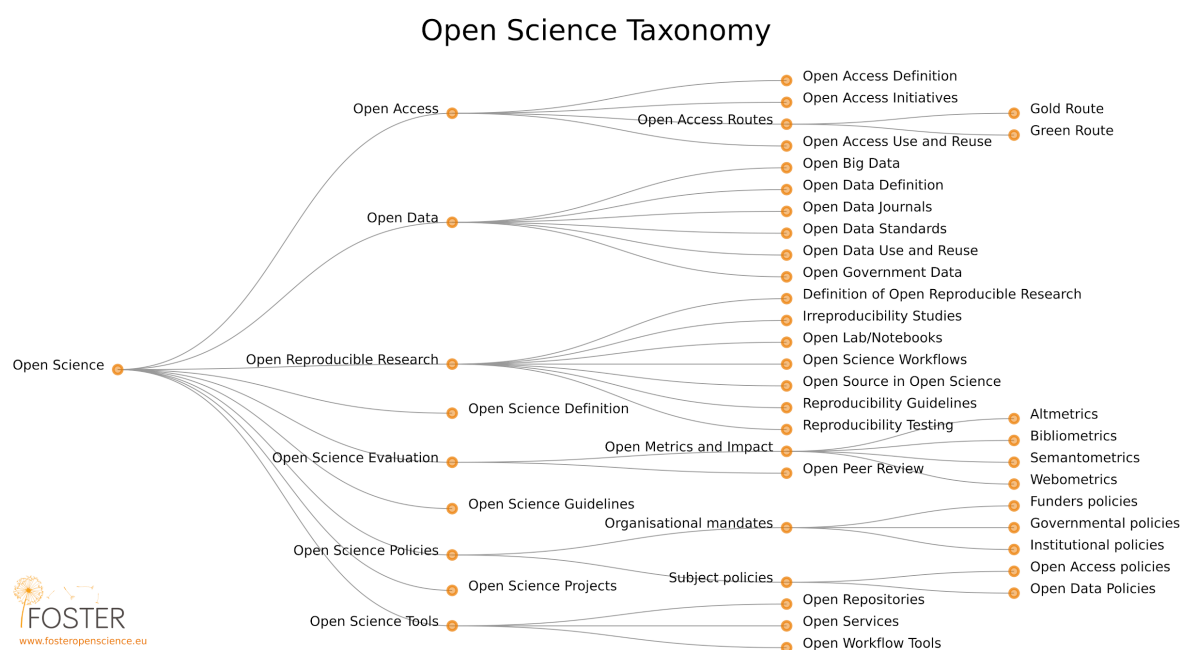 Open Science Taxonomy
Open Science
Open Access
Open Access Definition
Open Access Initiatives
Open Access Routes
Gold Route
Green Route
Open Access Use and Reuse
Open Data
Open Big Data
Open Data Definition
Open Data Journals
Open Data Standards
Open Data Use and Reuse
Open Government Data
Open Reproducible Research
Definition of Open Reproducible Research
Irreproducibility Studies
Open Lab/Notebooks
Open Science Workflows
Open Source in Open Science
Reproducibility Guidelines
Reproducibility Testing
Open Science Definition
Open Science Evaluation
Open Metrics and Impact
Altmetrics
Bibliometrics
Semantometrics
Webometrics
Open Peer Review
Open Science Guidelines
Open Science Policies
Organisational mandates
Funders policies
Governmental policies
Institutional policies
Subject policies
Open Access policies
Open Data Policies
Open Science Projects
Open Science Tools
Open Repositories
Open Services
Open Workflow Tools
FOSTER
www.fosteropenscience.eu